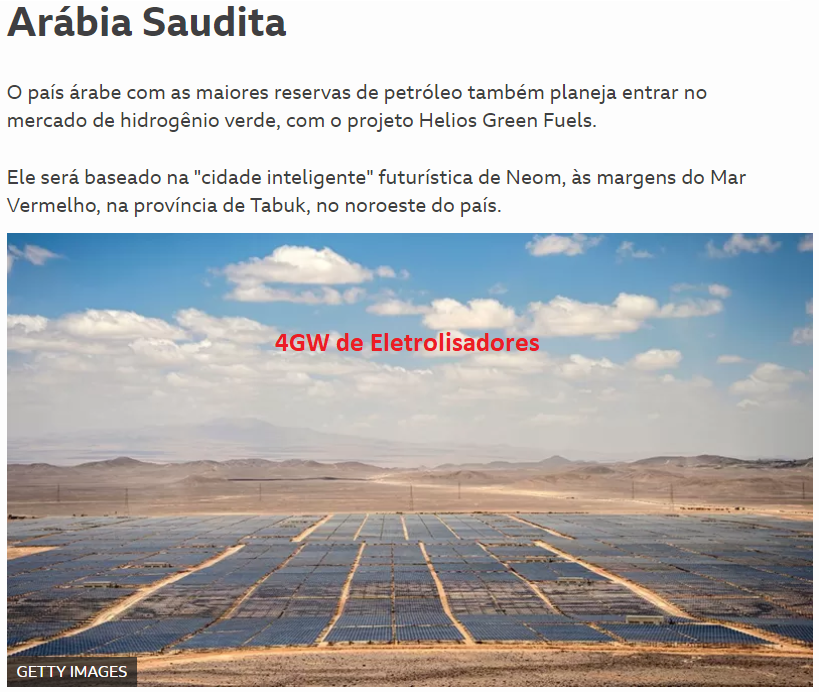 Arábia Saudita
O país árabe com as maiores reservas de petróleo também planeja entrar no
mercado de hidrogênio verde, com o projeto Helios Green Fuels.
Ele será baseado na "cidade inteligente" futurística de Neom, às margens do Mar
Vermelho, na província de Tabuk, no noroeste do país.
4GW de Eletrolisadores
GETTY IMAGES